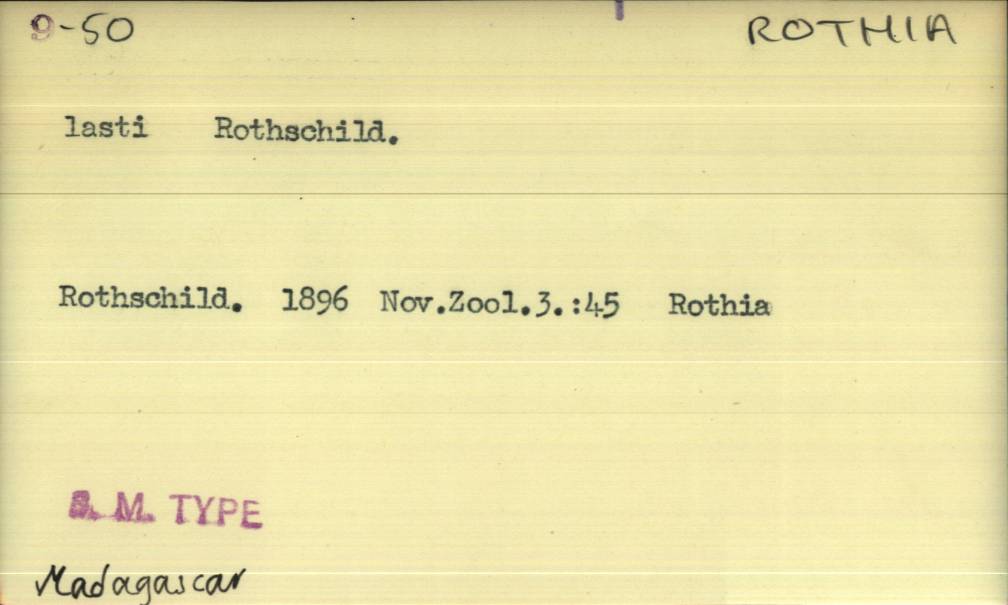 9-50 ROTHIA
lasti Rothschild.
Rothschild. 1896 Nov.Zool.3.:45 Rothia
B. M. TYPE
Madagascar